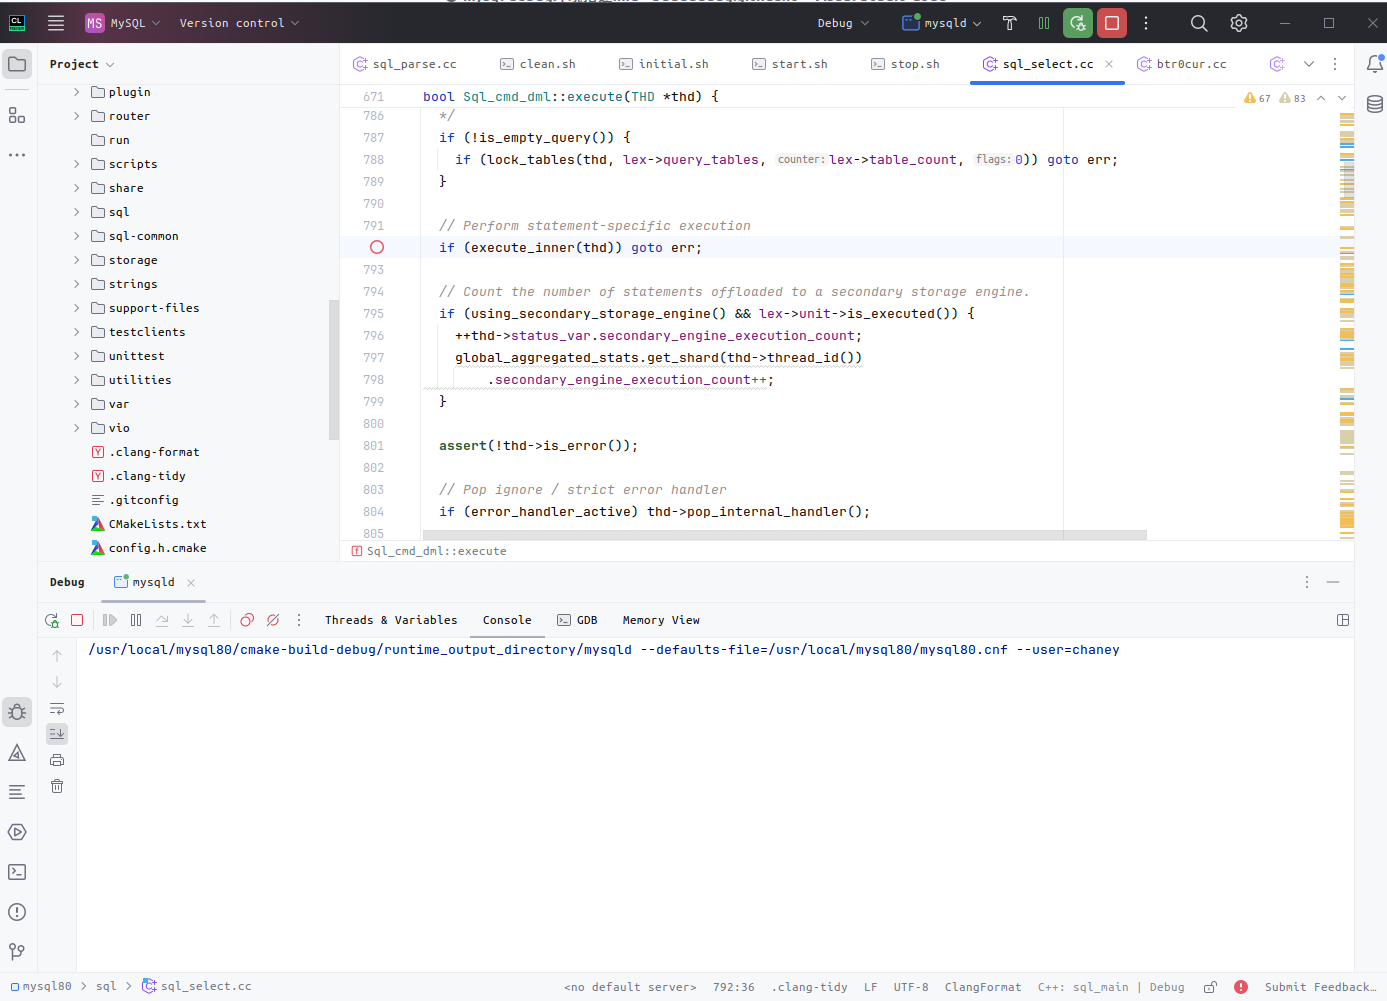 CL
MS MySQL Version control Debug mysqld
Project
sql_parse.cc clean.sh initial.sh start.sh stop.sh sql_select.cc btr0cur.cc
plugin
router
run
scripts
share
sql
sql-common
storage
strings
support-files
testclients
unittest
utilities
var
vio
.clang-format
.clang-tidy
.gitconfig
CMakeLists.txt
config.h.cmake
671 bool Sql_cmd_dml::execute(THD *thd) {
67 83
786 */
787 if (!is_empty_query()) {
788 if (lock_tables(thd, lex->query_tables, counter: lex->table_count, flags: 0)) goto err;
789 }
790
791 // Perform statement-specific execution
if (execute_inner(thd)) goto err;
793
794 // Count the number of statements offloaded to a secondary storage engine.
795 if (using_secondary_storage_engine() && lex->unit->is_executed()) {
796 ++thd->status_var.secondary_engine_execution_count;
797 global_aggregated_stats.get_shard(thd->thread_id())
798 .secondary_engine_execution_count++;
799 }
800
801 assert(!thd->is_error());
802
803 // Pop ignore / strict error handler
804 if (error_handler_active) thd->pop_internal_handler();
805
f Sql_cmd_dml::execute
Debug mysqld
Threads & Variables Console GDB Memory View
/usr/local/mysql80/cmake-build-debug/runtime_output_directory/mysqld --defaults-file=/usr/local/mysql80/mysql80.cnf --user=chaney
mysql80 > sql > sql_select.cc <no default server> 792:36 .clang-tidy LF UTF-8 ClangFormat C++: sql_main | Debug Submit Feedback...